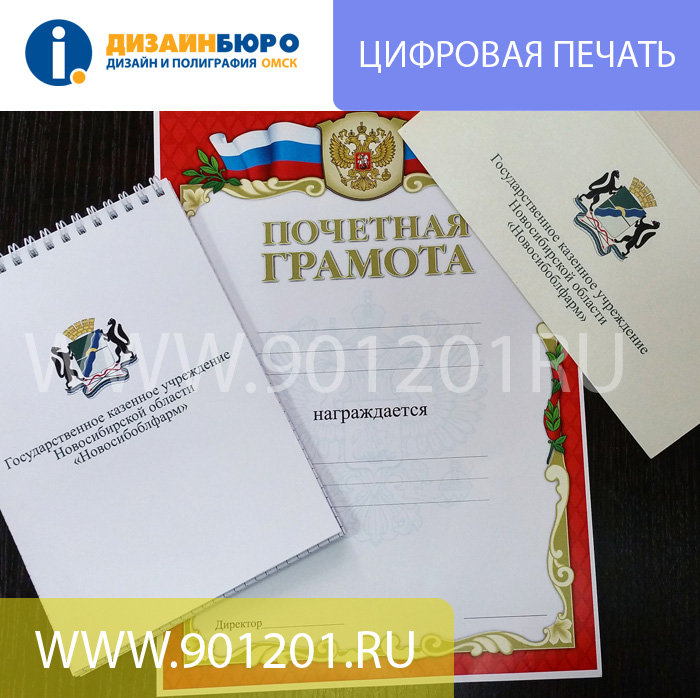 ДИЗАЙНБЮРО
ДИЗАЙН И ПОЛИГРАФИЯ ОМСК
ЦИФРОВАЯ ПЕЧАТЬ
ПОЧЕТНАЯ
ГРАМОТА
награждается
Директор
Государственное казенное учреждение
Новосибирской области
«Новосибоблфарм»
Государственное казенное учреждение
Новосибирской области
«Новосибоблфарм»
WWW.901201.RU
WWW.901201.RU